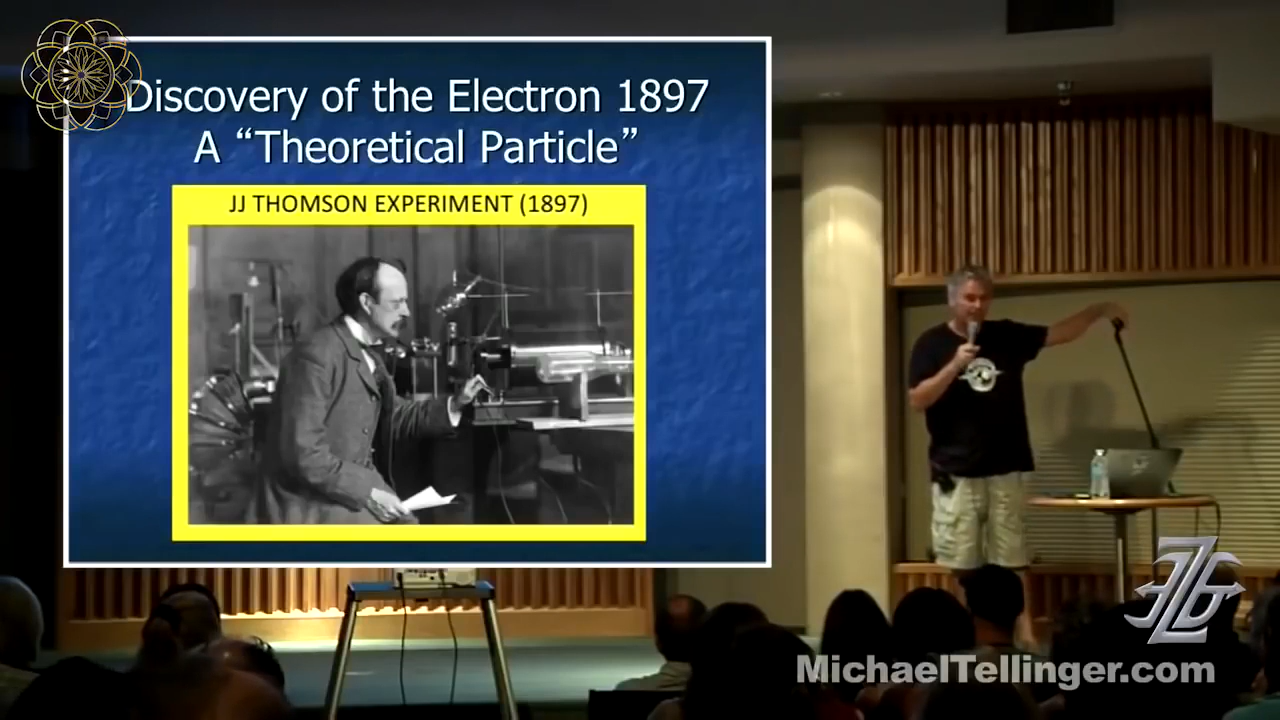 Discovery of the Electron 1897
A “Theoretical Particle”
JJ THOMSON EXPERIMENT (1897)
MichaelTellinger.com